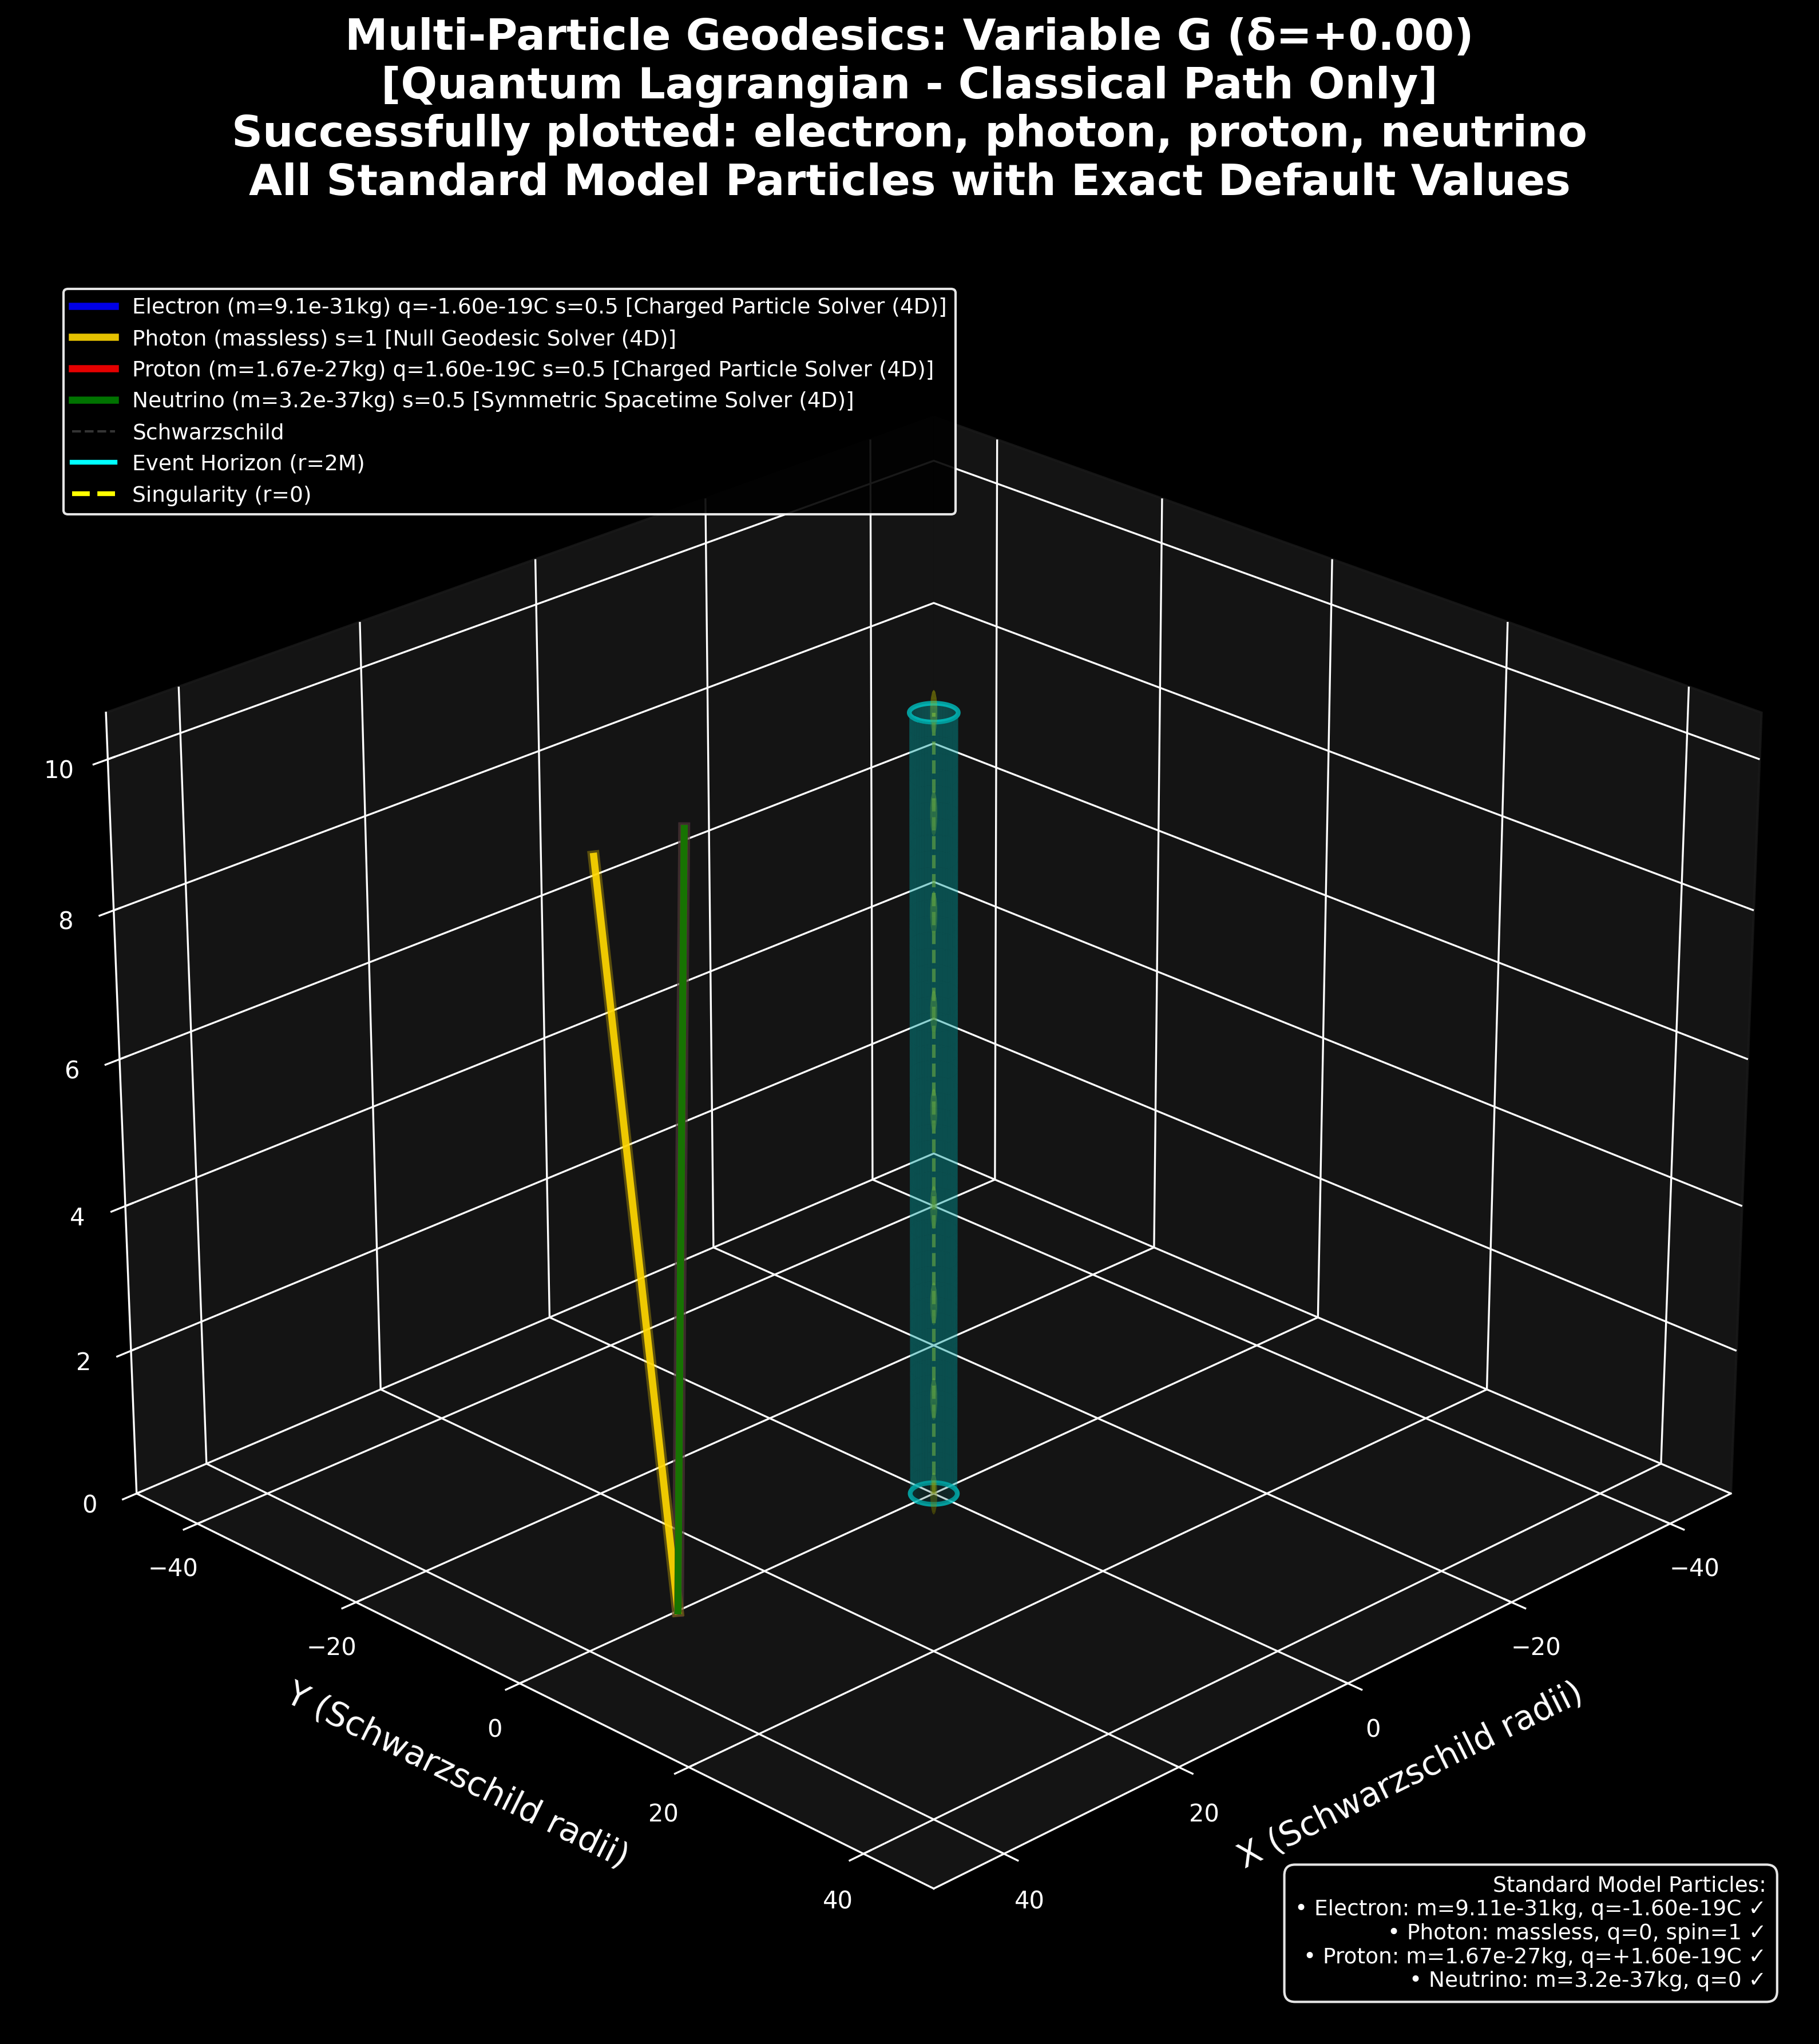 Multi-Particle Geodesics: Variable G (δ=+0.00)
[Quantum Lagrangian - Classical Path Only]
Successfully plotted: electron, photon, proton, neutrino
All Standard Model Particles with Exact Default Values
Electron (m=9.1e-31kg) q=-1.60e-19C s=0.5 [Charged Particle Solver (4D)]
Photon (massless) s=1 [Null Geodesic Solver (4D)]
Proton (m=1.67e-27kg) q=1.60e-19C s=0.5 [Charged Particle Solver (4D)]
Neutrino (m=3.2e-37kg) s=0.5 [Symmetric Spacetime Solver (4D)]
Schwarzschild
Event Horizon (r=2M)
Singularity (r=0)
10
8
6
4
2
0
−40
−20
0
20
40
Y (Schwarzschild radii)
−40
−20
0
20
40
X (Schwarzschild radii)
Standard Model Particles:
• Electron: m=9.11e-31kg, q=-1.60e-19C ✓
• Photon: massless, q=0, spin=1 ✓
• Proton: m=1.67e-27kg, q=+1.60e-19C ✓
• Neutrino: m=3.2e-37kg, q=0 ✓